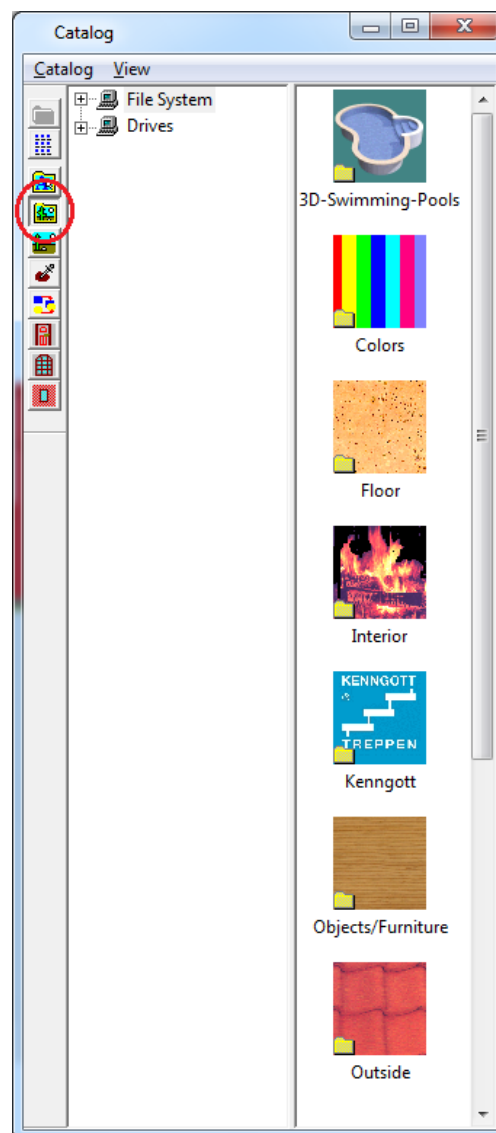 Catalog
Catalog View
File System
Drives
3D-Swimming-Pools
Colors
Floor
Interior
KENNGOTT
TREPPEN
Kenngott
Objects/Furniture
Outside